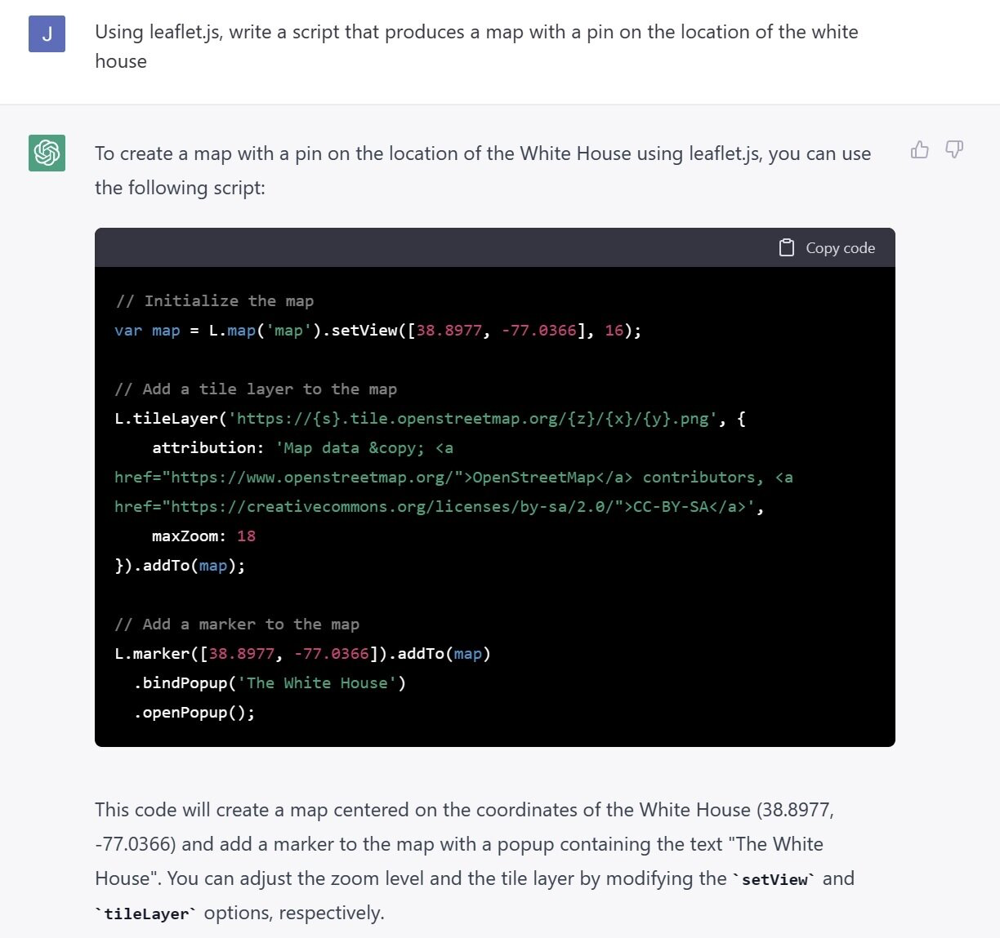 J
Using leaflet.js, write a script that produces a map with a pin on the location of the white
house
To create a map with a pin on the location of the White House using leaflet.js, you can use
the following script:
Copy code
// Initialize the map
var map = L.map('map').setView([38.8977, -77.0366], 16);
// Add a tile layer to the map
L.tileLayer('https://{s}.tile.openstreetmap.org/{z}/{x}/{y}.png', {
    attribution: 'Map data &copy; <a
href="https://www.openstreetmap.org/">OpenStreetMap</a> contributors, <a
href="https://creativecommons.org/licenses/by-sa/2.0/">CC-BY-SA</a>',
    maxZoom: 18
}).addTo(map);
// Add a marker to the map
L.marker([38.8977, -77.0366]).addTo(map)
  .bindPopup('The White House')
  .openPopup();
This code will create a map centered on the coordinates of the White House (38.8977,
-77.0366) and add a marker to the map with a popup containing the text "The White
House". You can adjust the zoom level and the tile layer by modifying the `setView` and
`tileLayer` options, respectively.